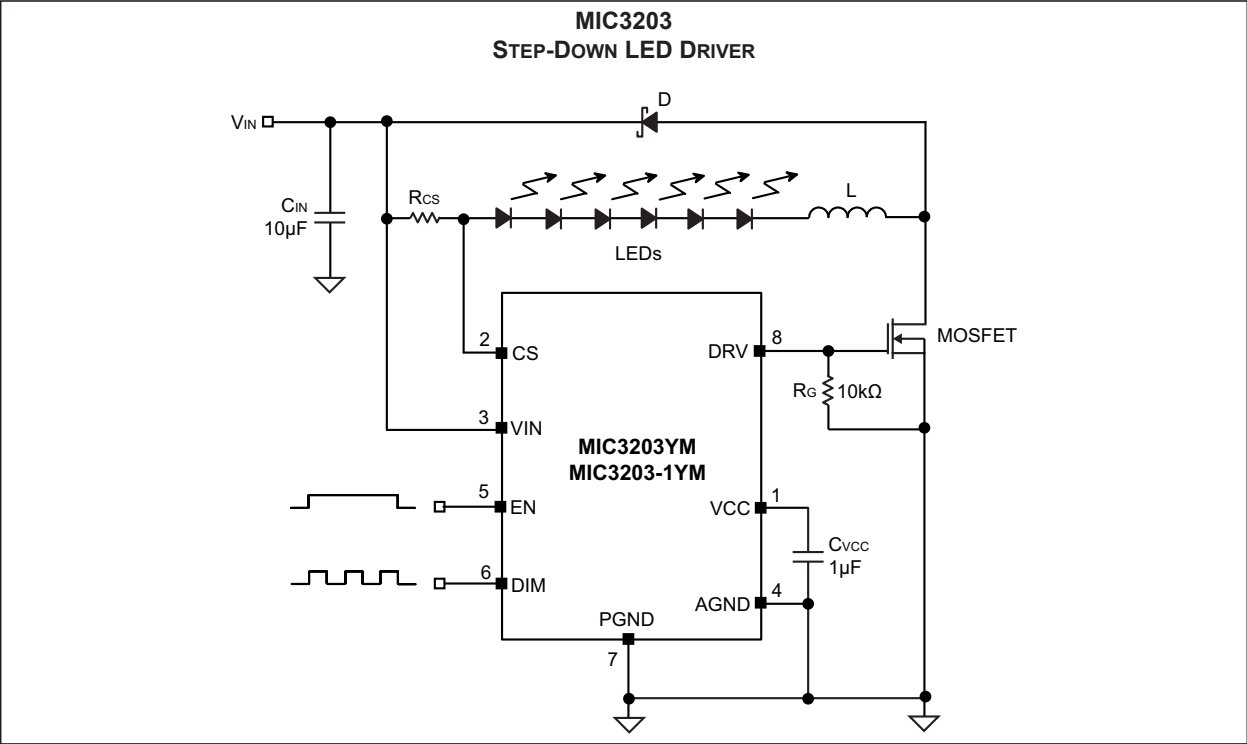 MIC3203
STEP-DOWN LED DRIVER
D
VIN
RCS
L
CIN
10µF
LEDs
2
CS
DRV
8
MOSFET
RG
10kΩ
3
VIN
MIC3203YM
MIC3203-1YM
5
EN
VCC
1
CVCC
1µF
6
DIM
AGND
4
PGND
7